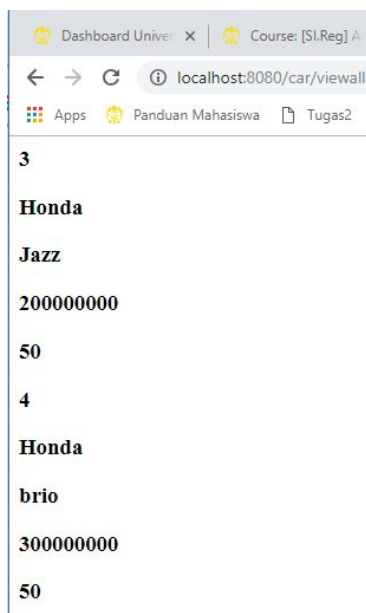 Dashboard Univer
Course: [SI.Reg] A
localhost:8080/car/viewall
Apps Panduan Mahasiswa Tugas2
3
Honda
Jazz
200000000
50
4
Honda
brio
300000000
50